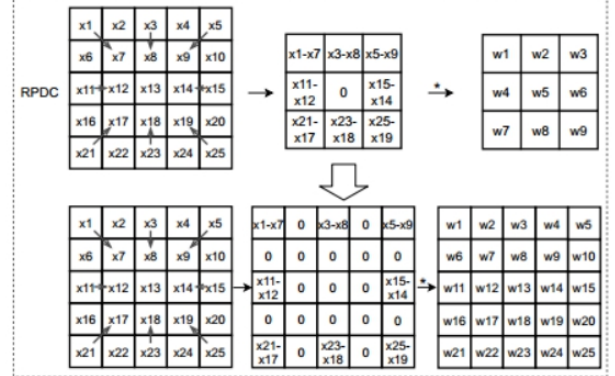 x1 x2 x3 x4 x5
x6 x7 x8 x9 x10
x11 x12 x13 x14 x15
x16 x17 x18 x19 x20
x21 x22 x23 x24 x25
RPDC
x1-x7 x3-x8 x5-x9
x11-x12 0 x15-x14
x21-x17 x23-x18 x25-x19
*
w1 w2 w3
w4 w5 w6
w7 w8 w9
x1 x2 x3 x4 x5
x6 x7 x8 x9 x10
x11 x12 x13 x14 x15
x16 x17 x18 x19 x20
x21 x22 x23 x24 x25
x1-x7 0 x3-x8 0 x5-x9
0 0 0 0 0
x11-x12 0 0 0 x15-x14
0 0 0 0 0
x21-x17 0 x23-x18 0 x25-x19
*
w1 w2 w3 w4 w5
w6 w7 w8 w9 w10
w11 w12 w13 w14 w15
w16 w17 w18 w19 w20
w21 w22 w23 w24 w25